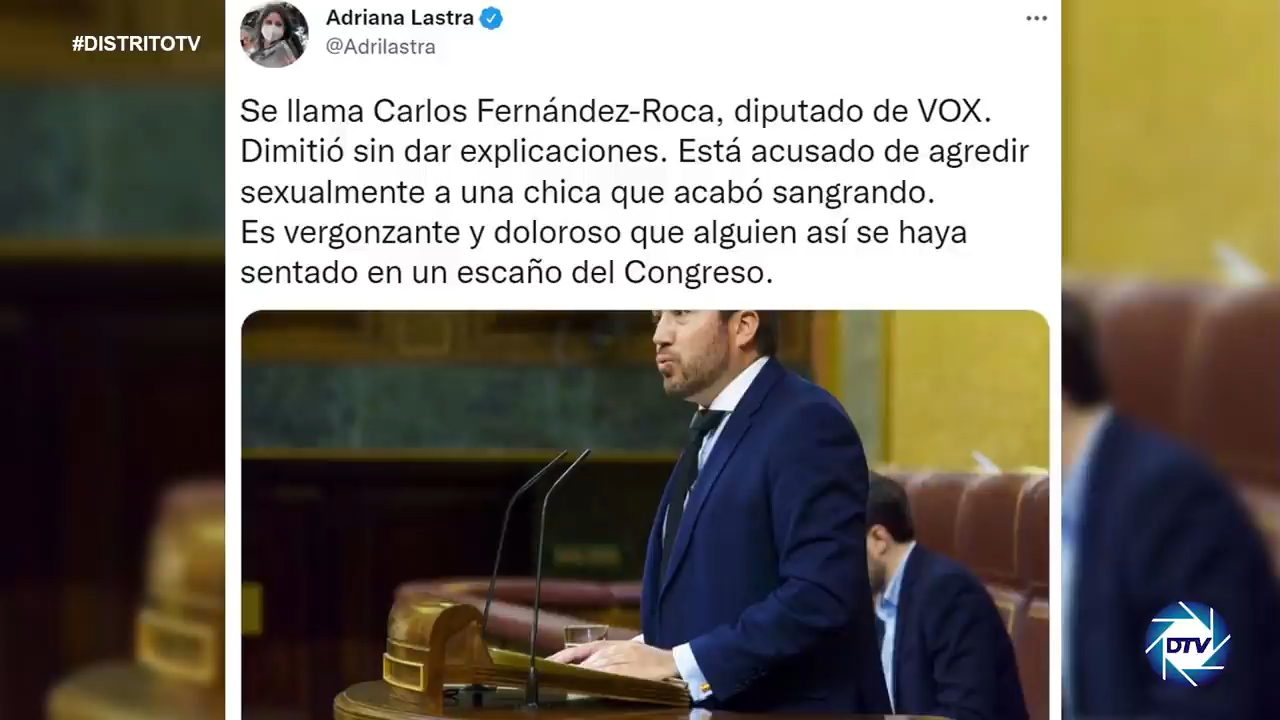 #DISTRITOTV
Adriana Lastra
@Adrilastra
Se llama Carlos Fernández-Roca, diputado de VOX.
Dimitió sin dar explicaciones. Está acusado de agredir
sexualmente a una chica que acabó sangrando.
Es vergonzante y doloroso que alguien así se haya
sentado en un escaño del Congreso.
DTV